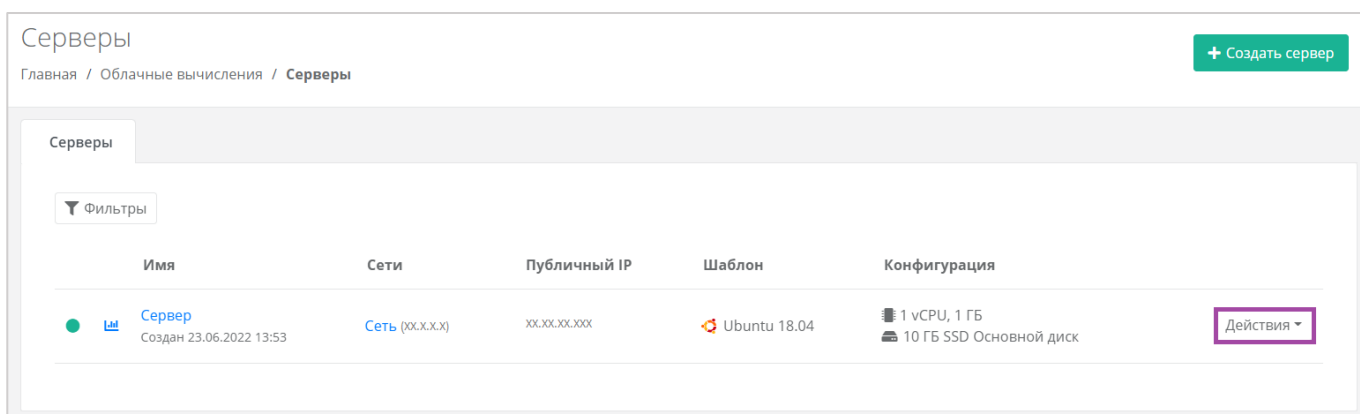 Серверы
+ Создать сервер
Главная / Облачные вычисления / Серверы
Серверы
Фильтры
Имя Сети Публичный IP Шаблон Конфигурация
Сервер
Создан 23.06.2022 13:53
Сеть (XX.X.X.X)
XX.XX.XX.XXX
Ubuntu 18.04
1 vCPU, 1 ГБ
10 ГБ SSD Основной диск
Действия